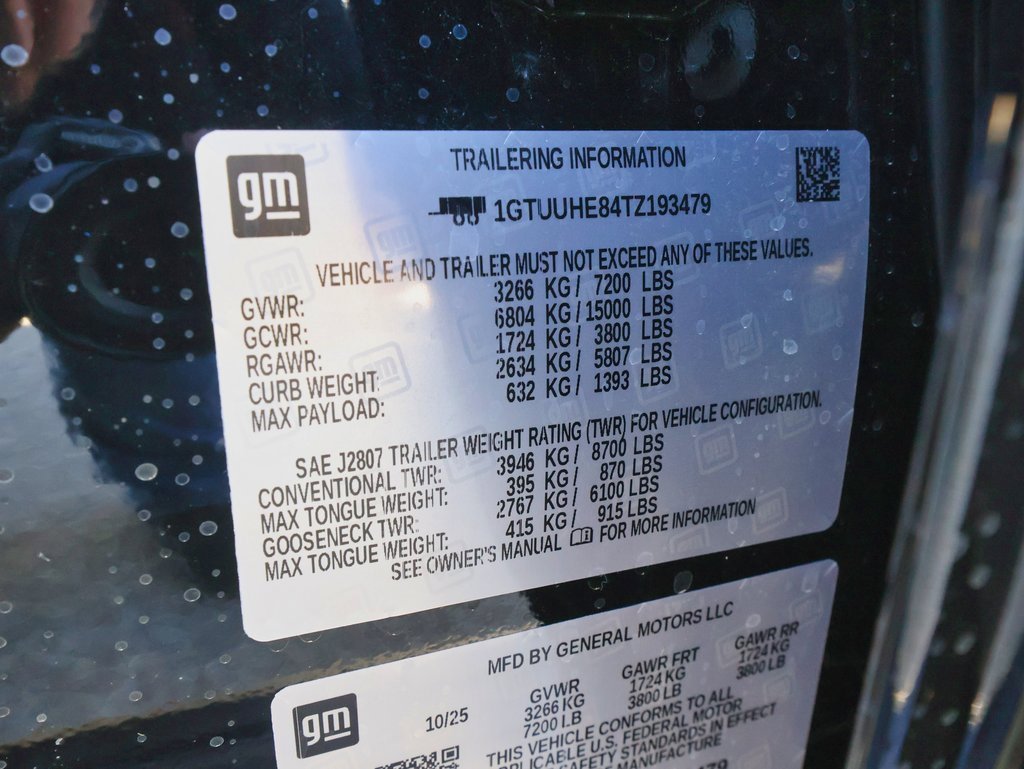 gm
TRAILERING INFORMATION
1GTUUHE84TZ193479
VEHICLE AND TRAILER MUST NOT EXCEED ANY OF THESE VALUES.
GVWR: 3266 KG / 7200 LBS
GCWR: 6804 KG / 15000 LBS
RGAWR: 1724 KG / 3800 LBS
CURB WEIGHT: 2634 KG / 5807 LBS
MAX PAYLOAD: 632 KG / 1393 LBS
SAE J2807 TRAILER WEIGHT RATING (TWR) FOR VEHICLE CONFIGURATION.
CONVENTIONAL TWR: 3946 KG / 8700 LBS
MAX TONGUE WEIGHT: 395 KG / 870 LBS
GOOSENECK TWR: 2767 KG / 6100 LBS
MAX TONGUE WEIGHT: 415 KG / 915 LBS
SEE OWNER'S MANUAL FOR MORE INFORMATION
gm
MFD BY GENERAL MOTORS LLC
10/25
GVWR GAWR FRT GAWR RR
3266 KG 1724 KG 1724 KG
7200 LB 3800 LB 3800 LB
THIS VEHICLE CONFORMS TO ALL
APPLICABLE U.S. FEDERAL MOTOR
SAFETY STANDARDS IN EFFECT
MANUFACTURE